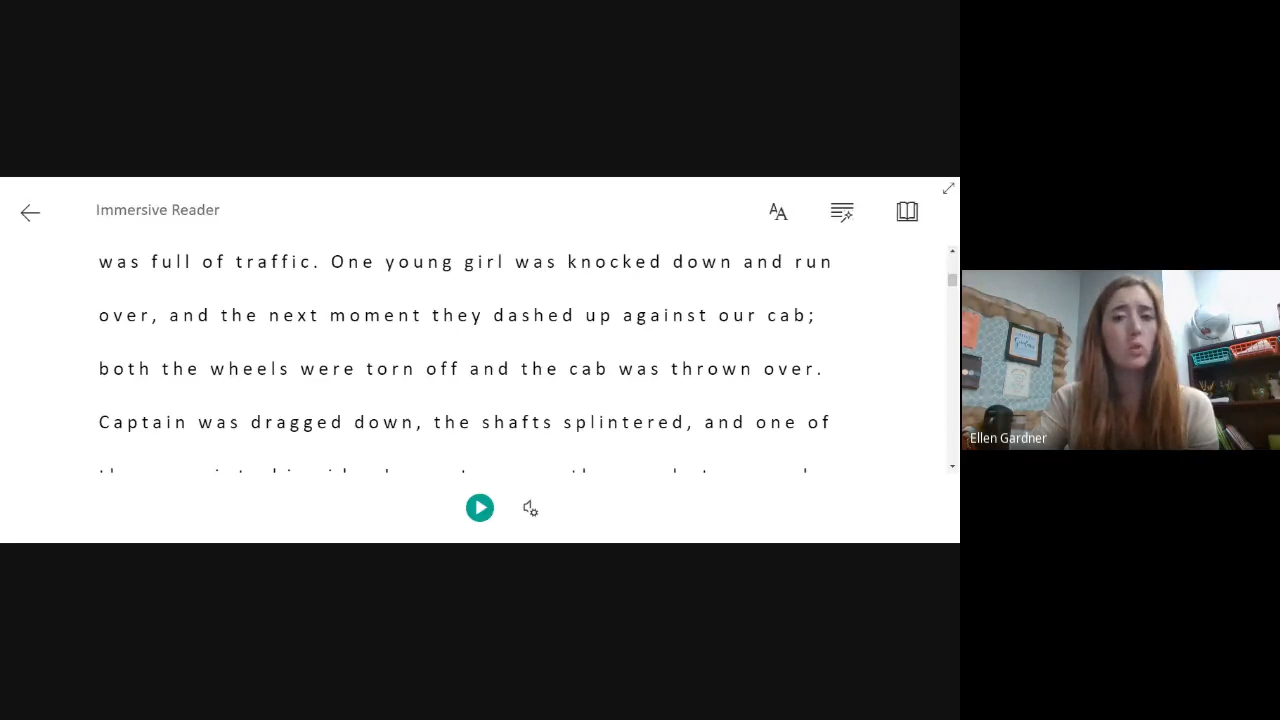 Immersive Reader
was full of traffic. One young girl was knocked down and run
over, and the next moment they dashed up against our cab;
both the wheels were torn off and the cab was thrown over.
Captain was dragged down, the shafts splintered, and one of
Ellen Gardner